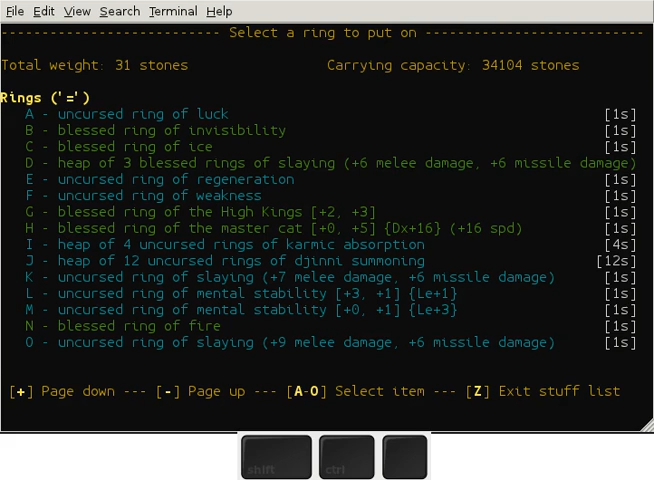 File Edit View Search Terminal Help
--------------------------- Select a ring to put on ---------------------------
Total weight: 31 stones Carrying capacity: 34104 stones
Rings ('=')
A - uncursed ring of luck [1s]
B - blessed ring of invisibility [1s]
C - blessed ring of ice [1s]
D - heap of 3 blessed rings of slaying (+6 melee damage, +6 missile damage)
E - uncursed ring of regeneration [1s]
F - uncursed ring of weakness [1s]
G - blessed ring of the High Kings [+2, +3] [1s]
H - blessed ring of the master cat [+0, +5] {Dx+16} (+16 spd) [1s]
I - heap of 4 uncursed rings of karmic absorption [4s]
J - heap of 12 uncursed rings of djinni summoning [12s]
K - uncursed ring of slaying (+7 melee damage, +6 missile damage) [1s]
L - uncursed ring of mental stability [+3, +1] {Le+1} [1s]
M - uncursed ring of mental stability [+0, +1] {Le+3} [1s]
N - blessed ring of fire [1s]
O - uncursed ring of slaying (+9 melee damage, +6 missile damage) [1s]
[+] Page down --- [-] Page up --- [A-O] Select item --- [Z] Exit stuff list
shift ctrl